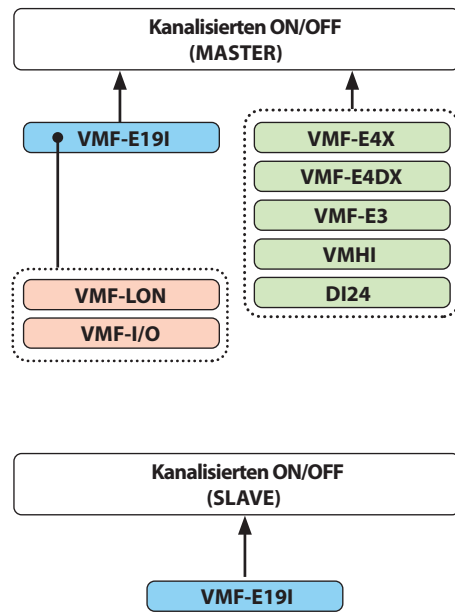 Kanalisierten ON/OFF
(MASTER)
VMF-E19I
VMF-E4X
VMF-E4DX
VMF-E3
VMHI
DI24
VMF-LON
VMF-I/O
Kanalisierten ON/OFF
(SLAVE)
VMF-E19I